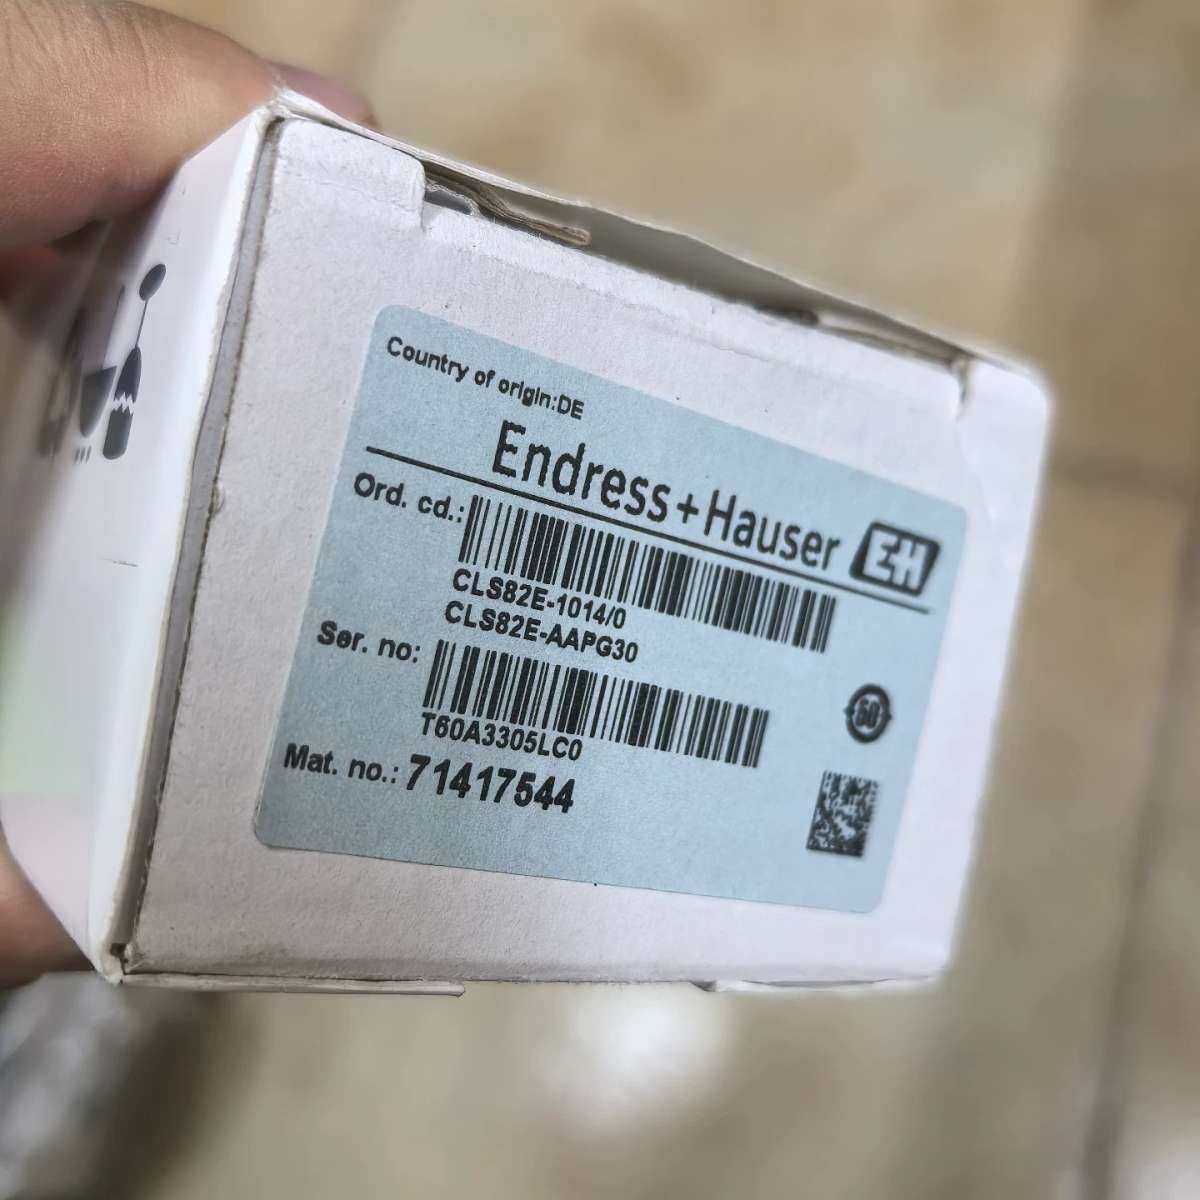 Country of origin:DE
Endress+Hauser EH
Ord. cd.:
CLS82E-1014/0
CLS82E-AAPG30
Ser. no:
T60A3305LC0
Mat. no.: 71417544